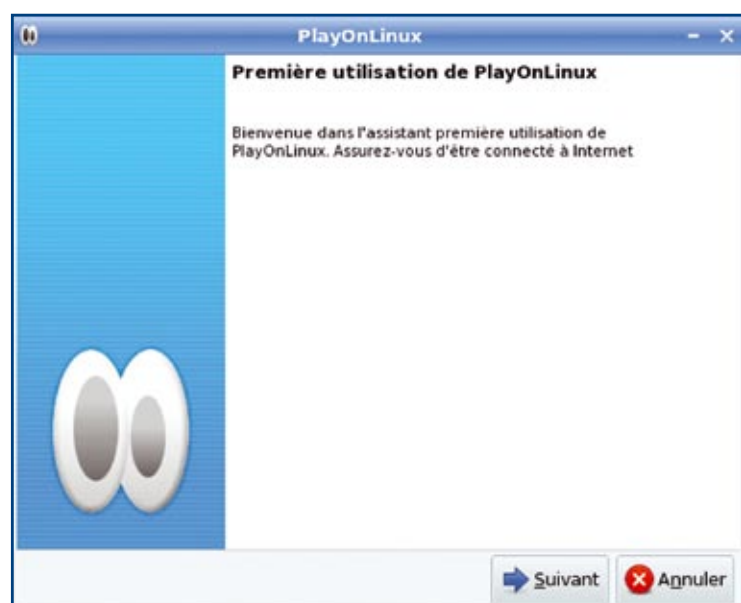 PlayOnLinux
Première utilisation de PlayOnLinux
Bienvenue dans l'assistant première utilisation de
PlayOnLinux. Assurez-vous d'être connecté à Internet
Suivant
Annuler